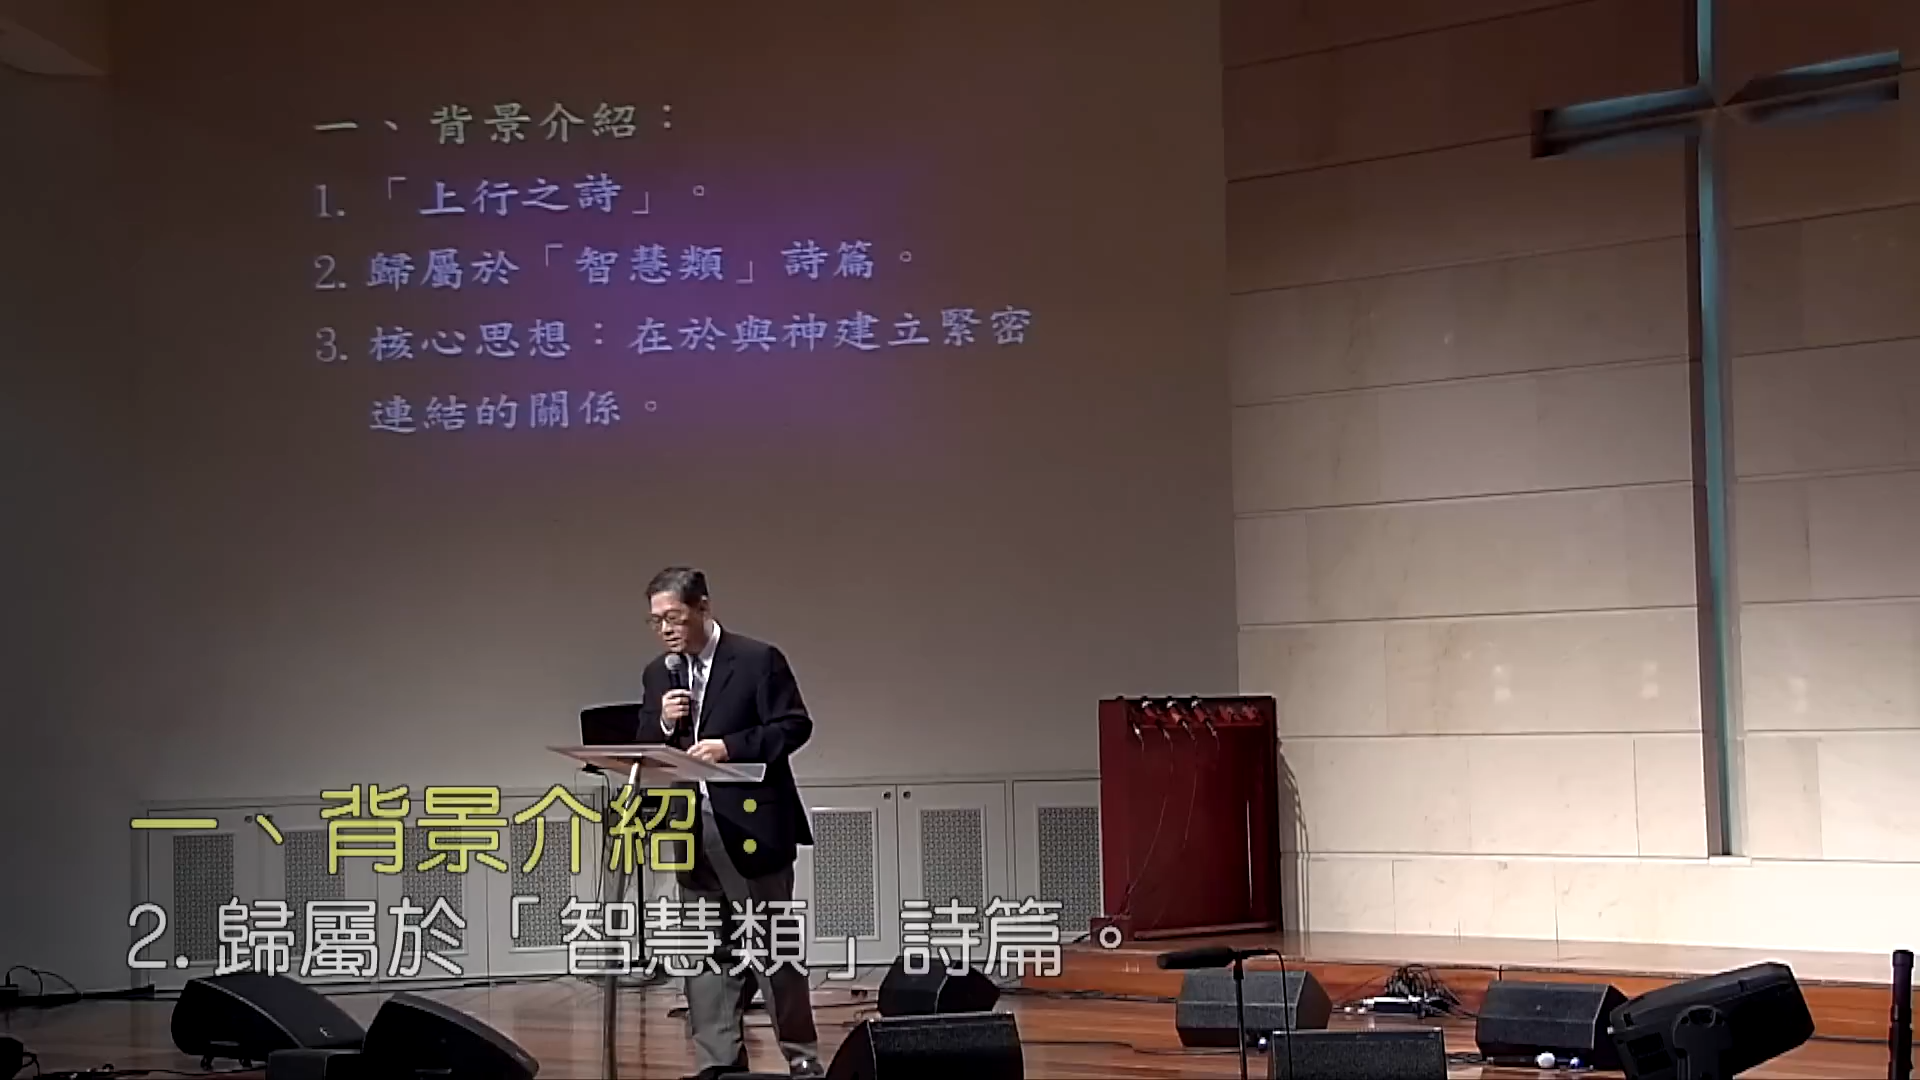 一、背景介紹：
1.「上行之詩」。
2. 歸屬於「智慧類」詩篇。
3. 核心思想：在於與神建立緊密
連結的關係。
一、背景介紹：
2. 歸屬於「智慧類」詩篇。